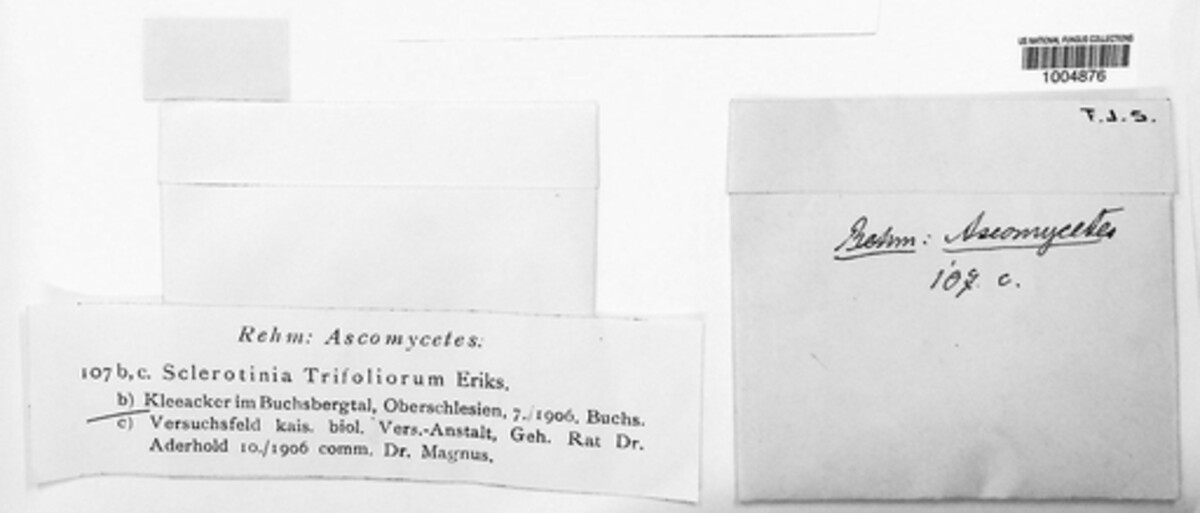 US NATIONAL FUNGUS COLLECTIONS
1004876
F.L.S.
Rehm: Ascomycetes
107 c.
Rehm: Ascomycetes.
107 b, c. Sclerotinia Trifoliorum Eriks.
b) Kleeacker im Buchsbergtal, Oberschlesien, 7./1906. Buchs.
c) Versuchsfeld kais. biol. Vers.-Anstalt, Geh. Rat Dr.
Aderhold 10./1906 comm. Dr. Magnus.